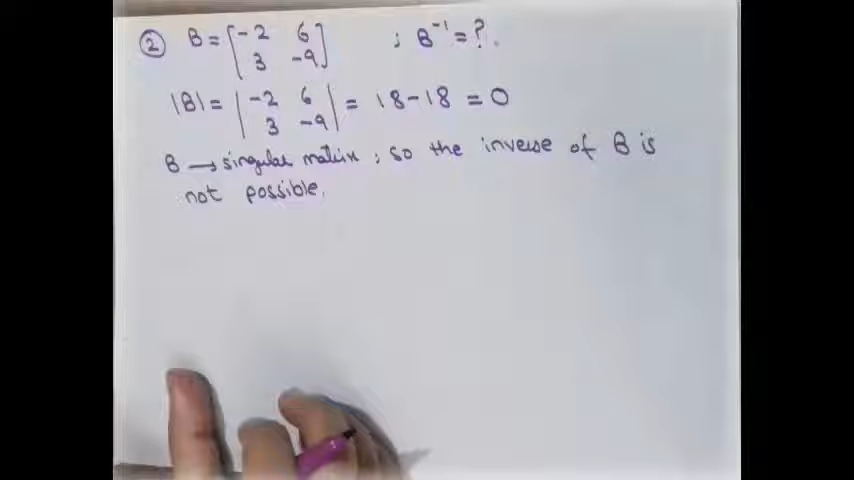 ② B = [-2 6 ; B⁻¹ = ?.
3 -9]
|B| = |-2 6 = 18-18 = 0
3 -9|
B → singular matrix ; so the inverse of B is
not possible.